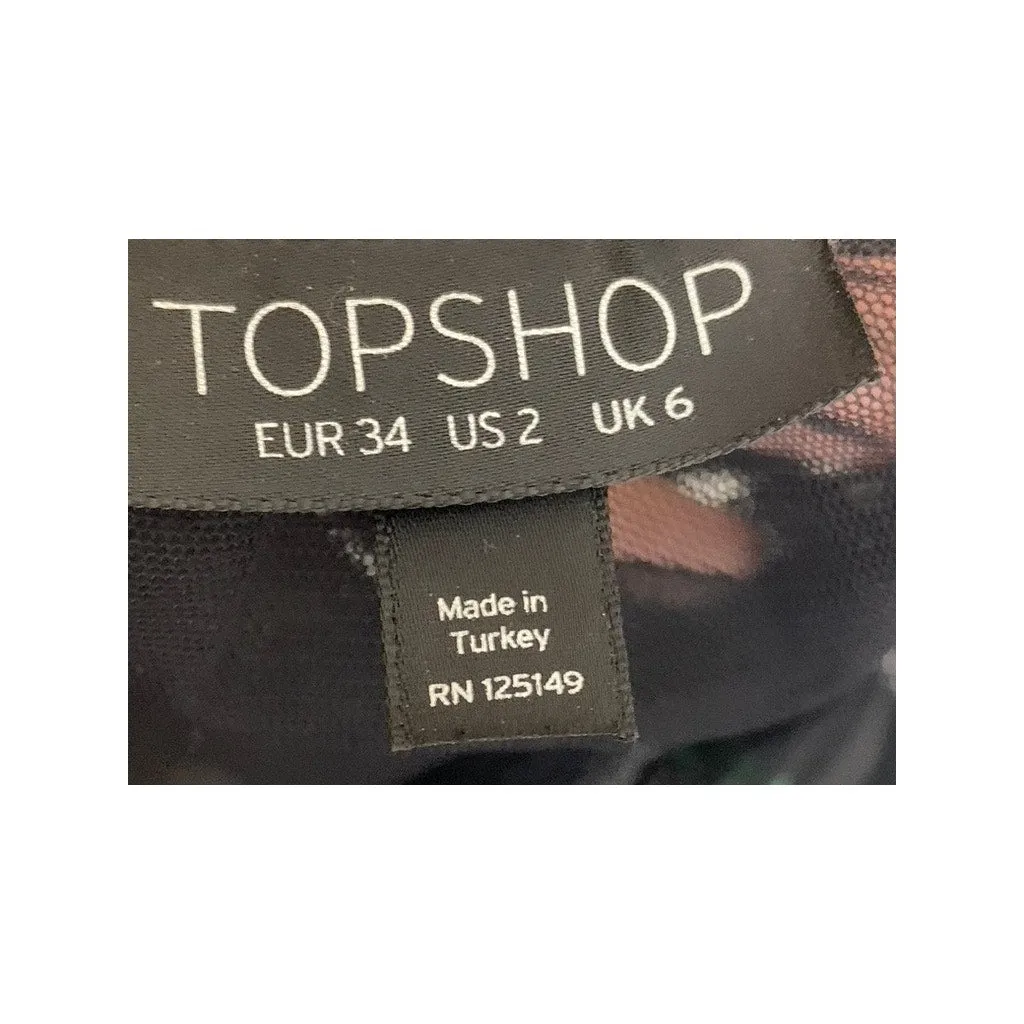 TOPSHOP
EUR 34 US 2 UK 6
Made in
Turkey
RN 125149